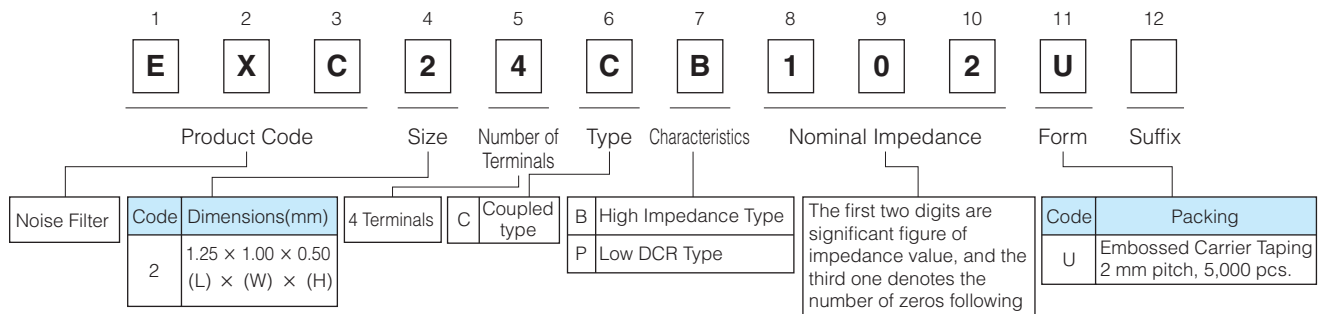 1 2 3 4 5 6 7 8 9 10 11 12
E X C 2 4 C B 1 0 2 U
Product Code Size Number of Terminals Type Characteristics Nominal Impedance Form Suffix
Noise Filter
Code Dimensions(mm)
2 1.25 × 1.00 × 0.50
(L) × (W) × (H)
4 Terminals
C Coupled
type
B High Impedance Type
P Low DCR Type
The first two digits are
significant figure of
impedance value, and the
third one denotes the
number of zeros following
Code Packing
U Embossed Carrier Taping
2 mm pitch, 5,000 pcs.